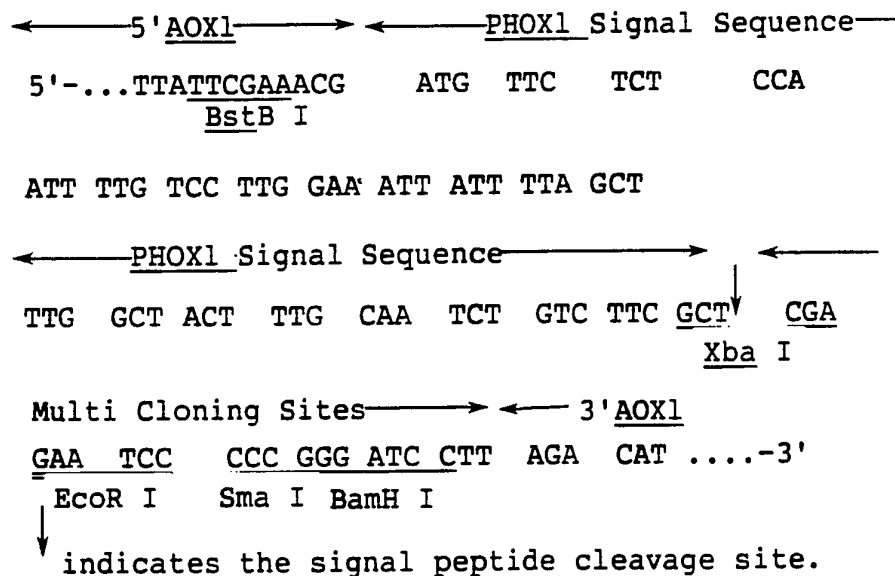 5'AOX1 PHOX1 Signal Sequence
5'-...TTATTCGAAACG ATG TTC TCT CCA
BstB I
ATT TTG TCC TTG GAA ATT ATT TTA GCT
PHOX1 Signal Sequence
TTG GCT ACT TTG CAA TCT GTC TTC GCT CGA
Xba I
Multi Cloning Sites 3'AOX1
GAA TCC CCC GGG ATCC CTT AGA CAT ....-3'
EcoR I Sma I BamH I
indicates the signal peptide cleavage site.